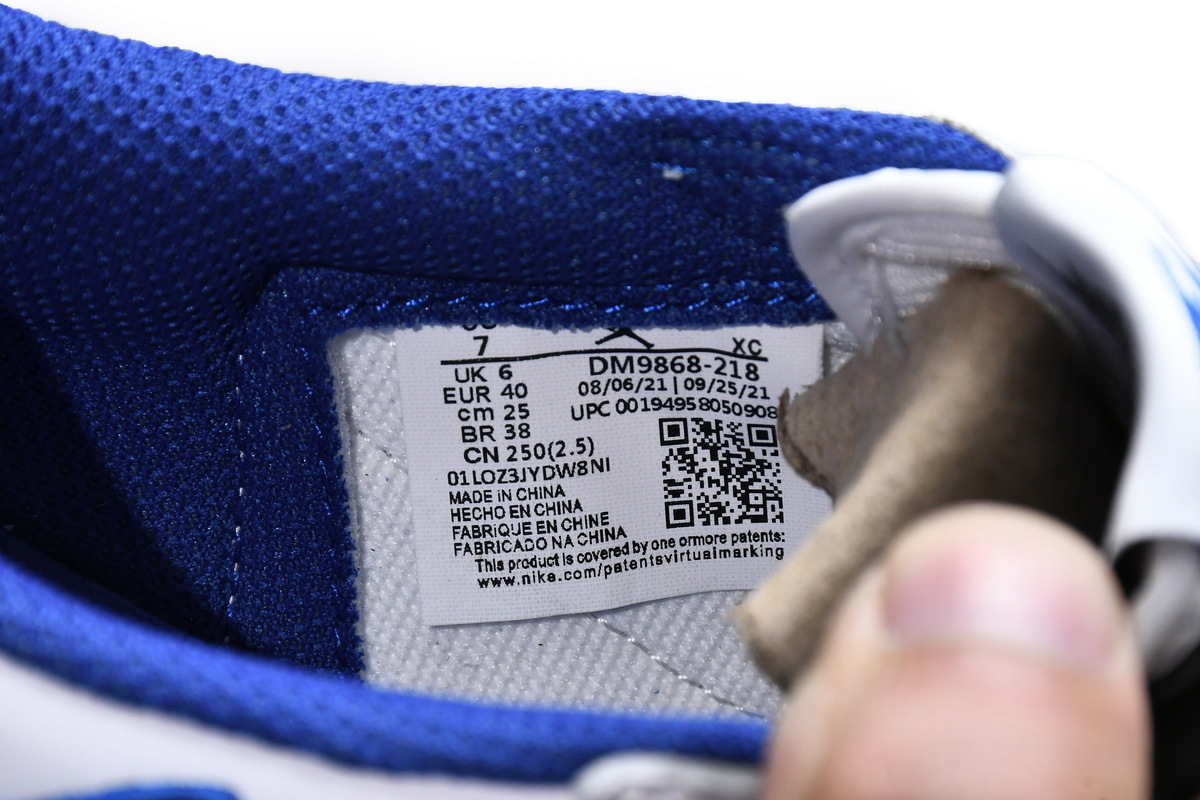 7
XC
UK 6
DM9868-218
EUR 40
08/06/21 | 09/25/21
cm 25
UPC 00194958050908
BR 38
CN 250(2.5)
01LOZ3JYDW8NI
MADE iN CHINA
HECHO EN CHINA
FABRiQUE EN CHINE
FABRICADO NA CHINA
This product is covered by one ormore patents:
www.nika.com/patentsvirtualmarking